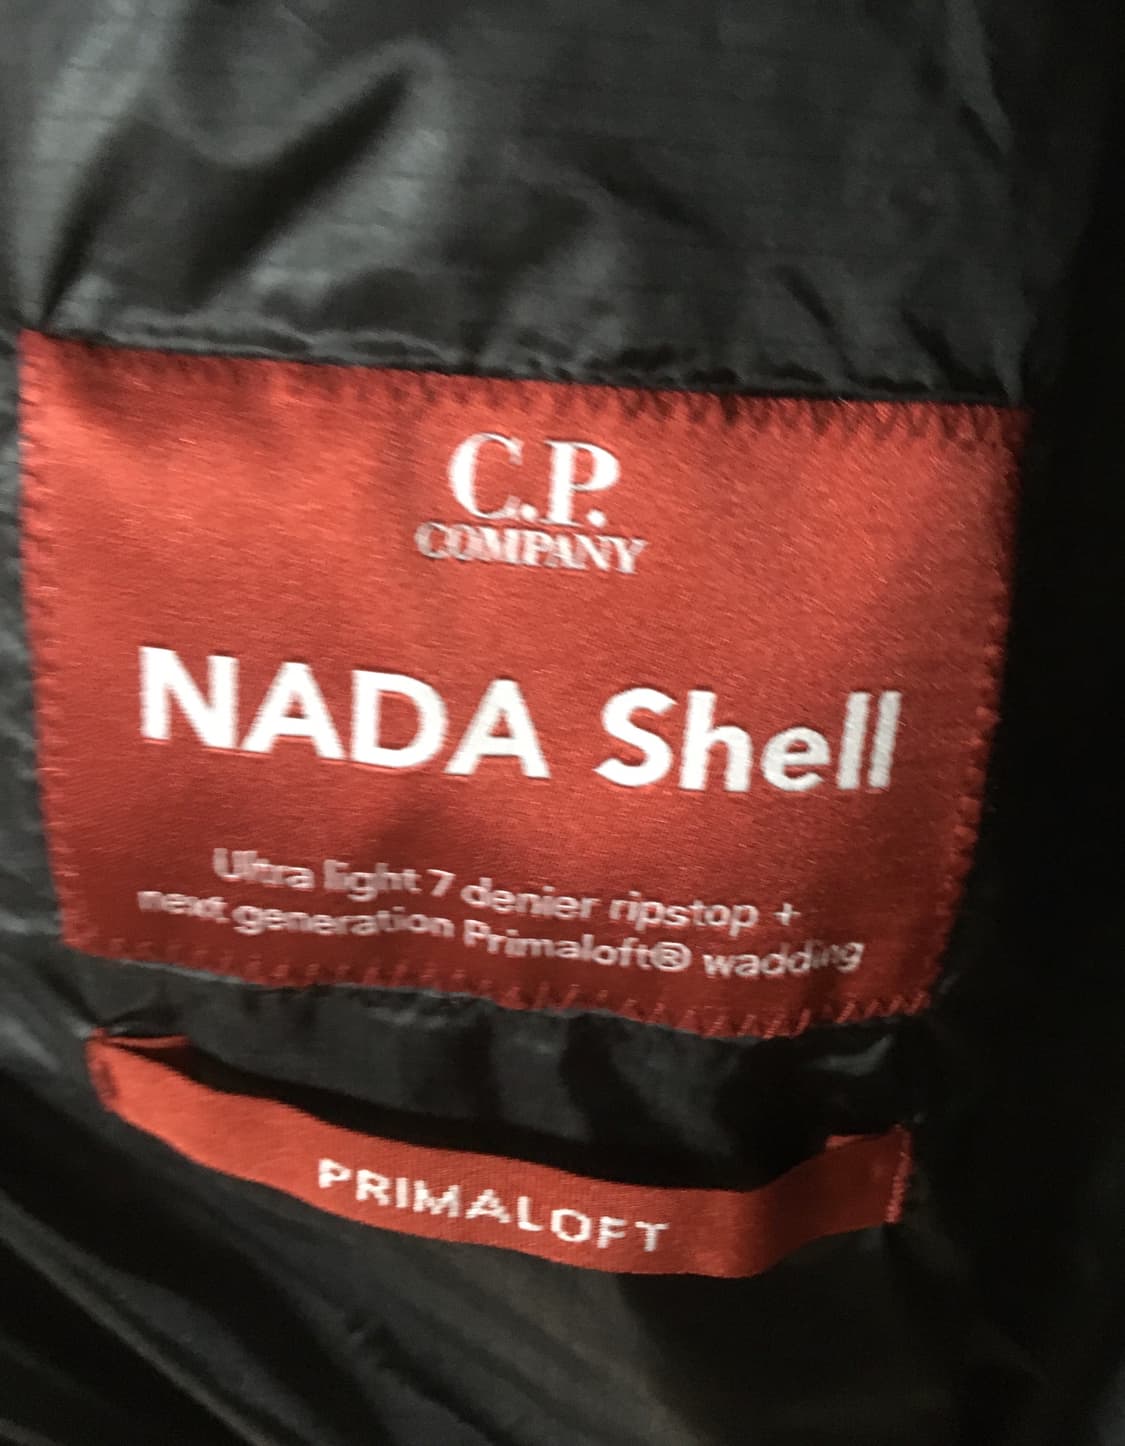 C.P.
COMPANY
NADA Shell
Ultra light 7 denier ripstop +
next generation Primaloft® wadding
PRIMALOFT